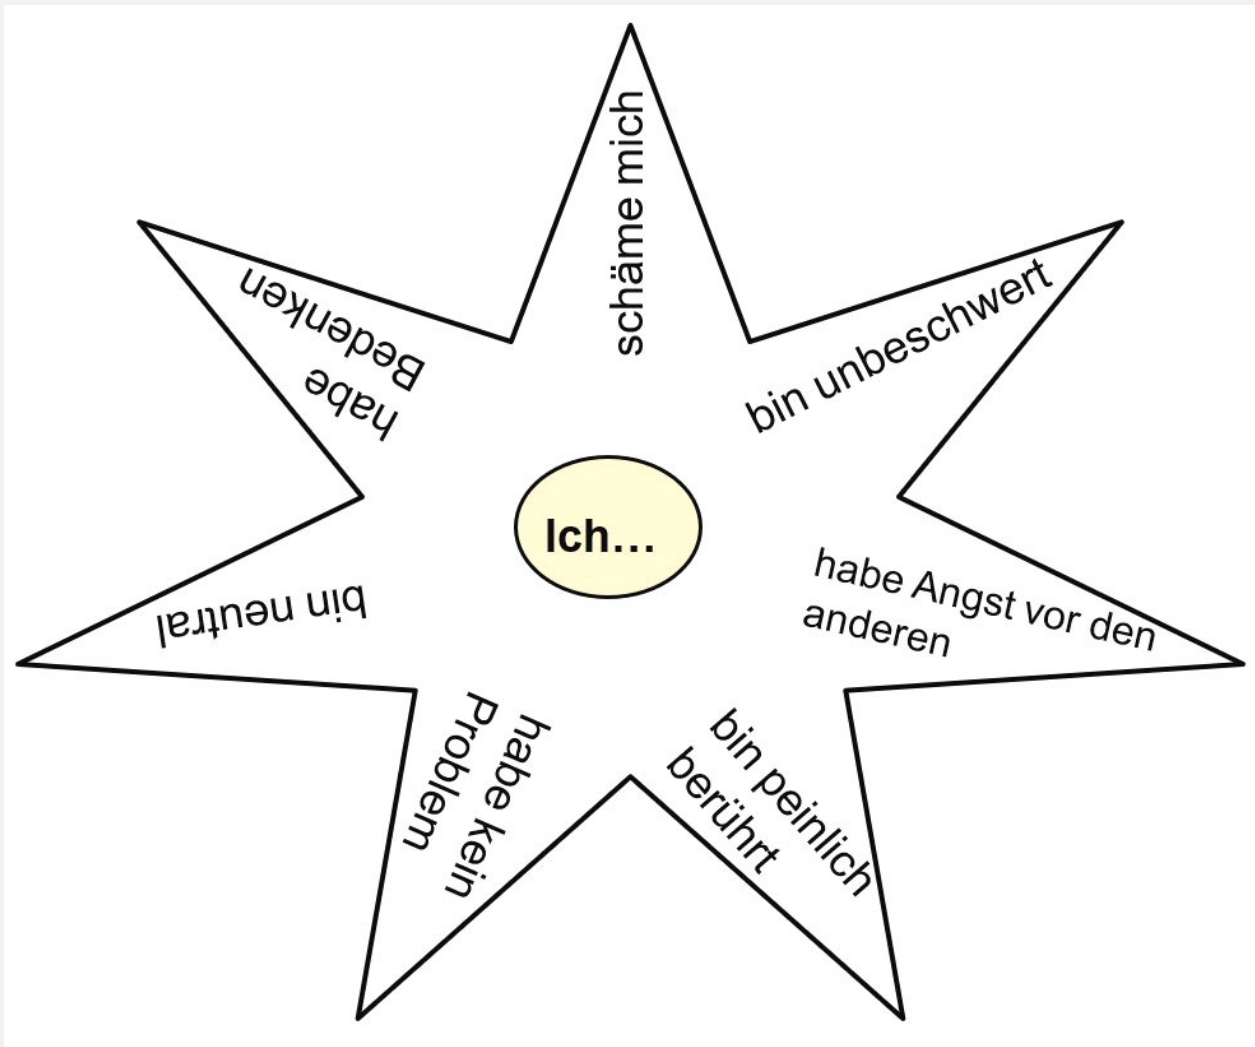 Ich…
schäme mich
bin unbeschwert
habe Angst vor den
anderen
bin peinlich
berührt
habe kein
Problem
bin neutral
habe
Bedenken